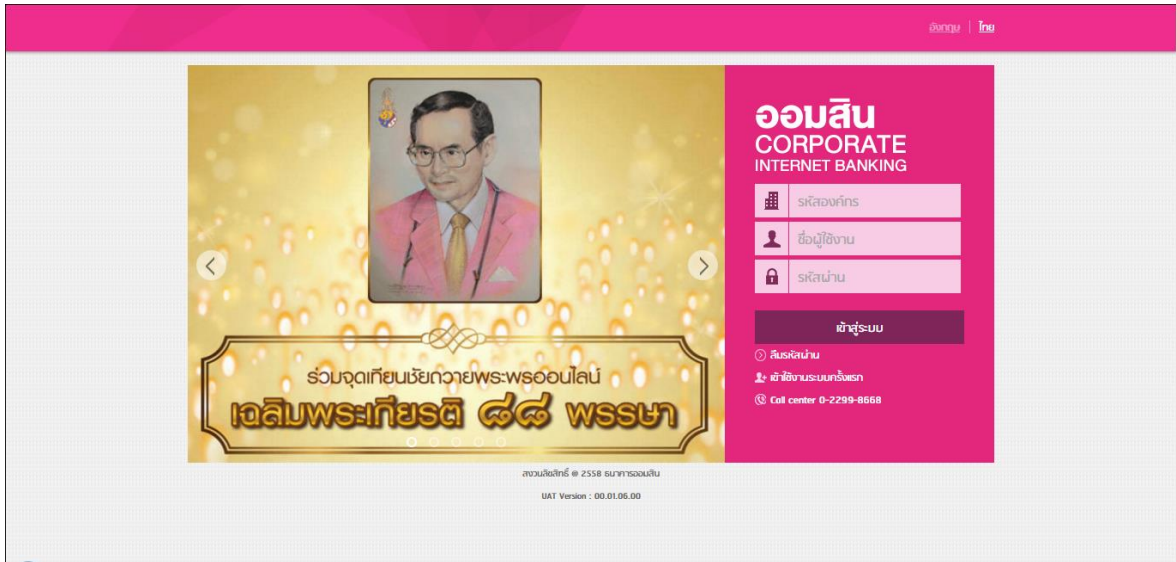 อังกฤษ | ไทย
ออมสิน
CORPORATE
INTERNET BANKING
รหัสองค์กร
ชื่อผู้ใช้งาน
รหัสผ่าน
เข้าสู่ระบบ
ลืมรหัสผ่าน
เข้าใช้งานระบบครั้งแรก
Call center 0-2299-8668
ร่วมจุดเทียนชัยถวายพระพรออนไลน์
เฉลิมพระเกียรติ ๘๘ พรรษา
สงวนลิขสิทธิ์ © 2558 ธนาคารออมสิน
UAT Version : 00.01.06.00